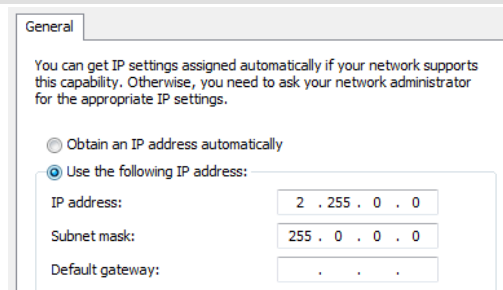 General
You can get IP settings assigned automatically if your network supports
this capability. Otherwise, you need to ask your network administrator
for the appropriate IP settings.
Obtain an IP address automatically
Use the following IP address:
IP address: 2 . 255 . 0 . 0
Subnet mask: 255 . 0 . 0 . 0
Default gateway: . . .